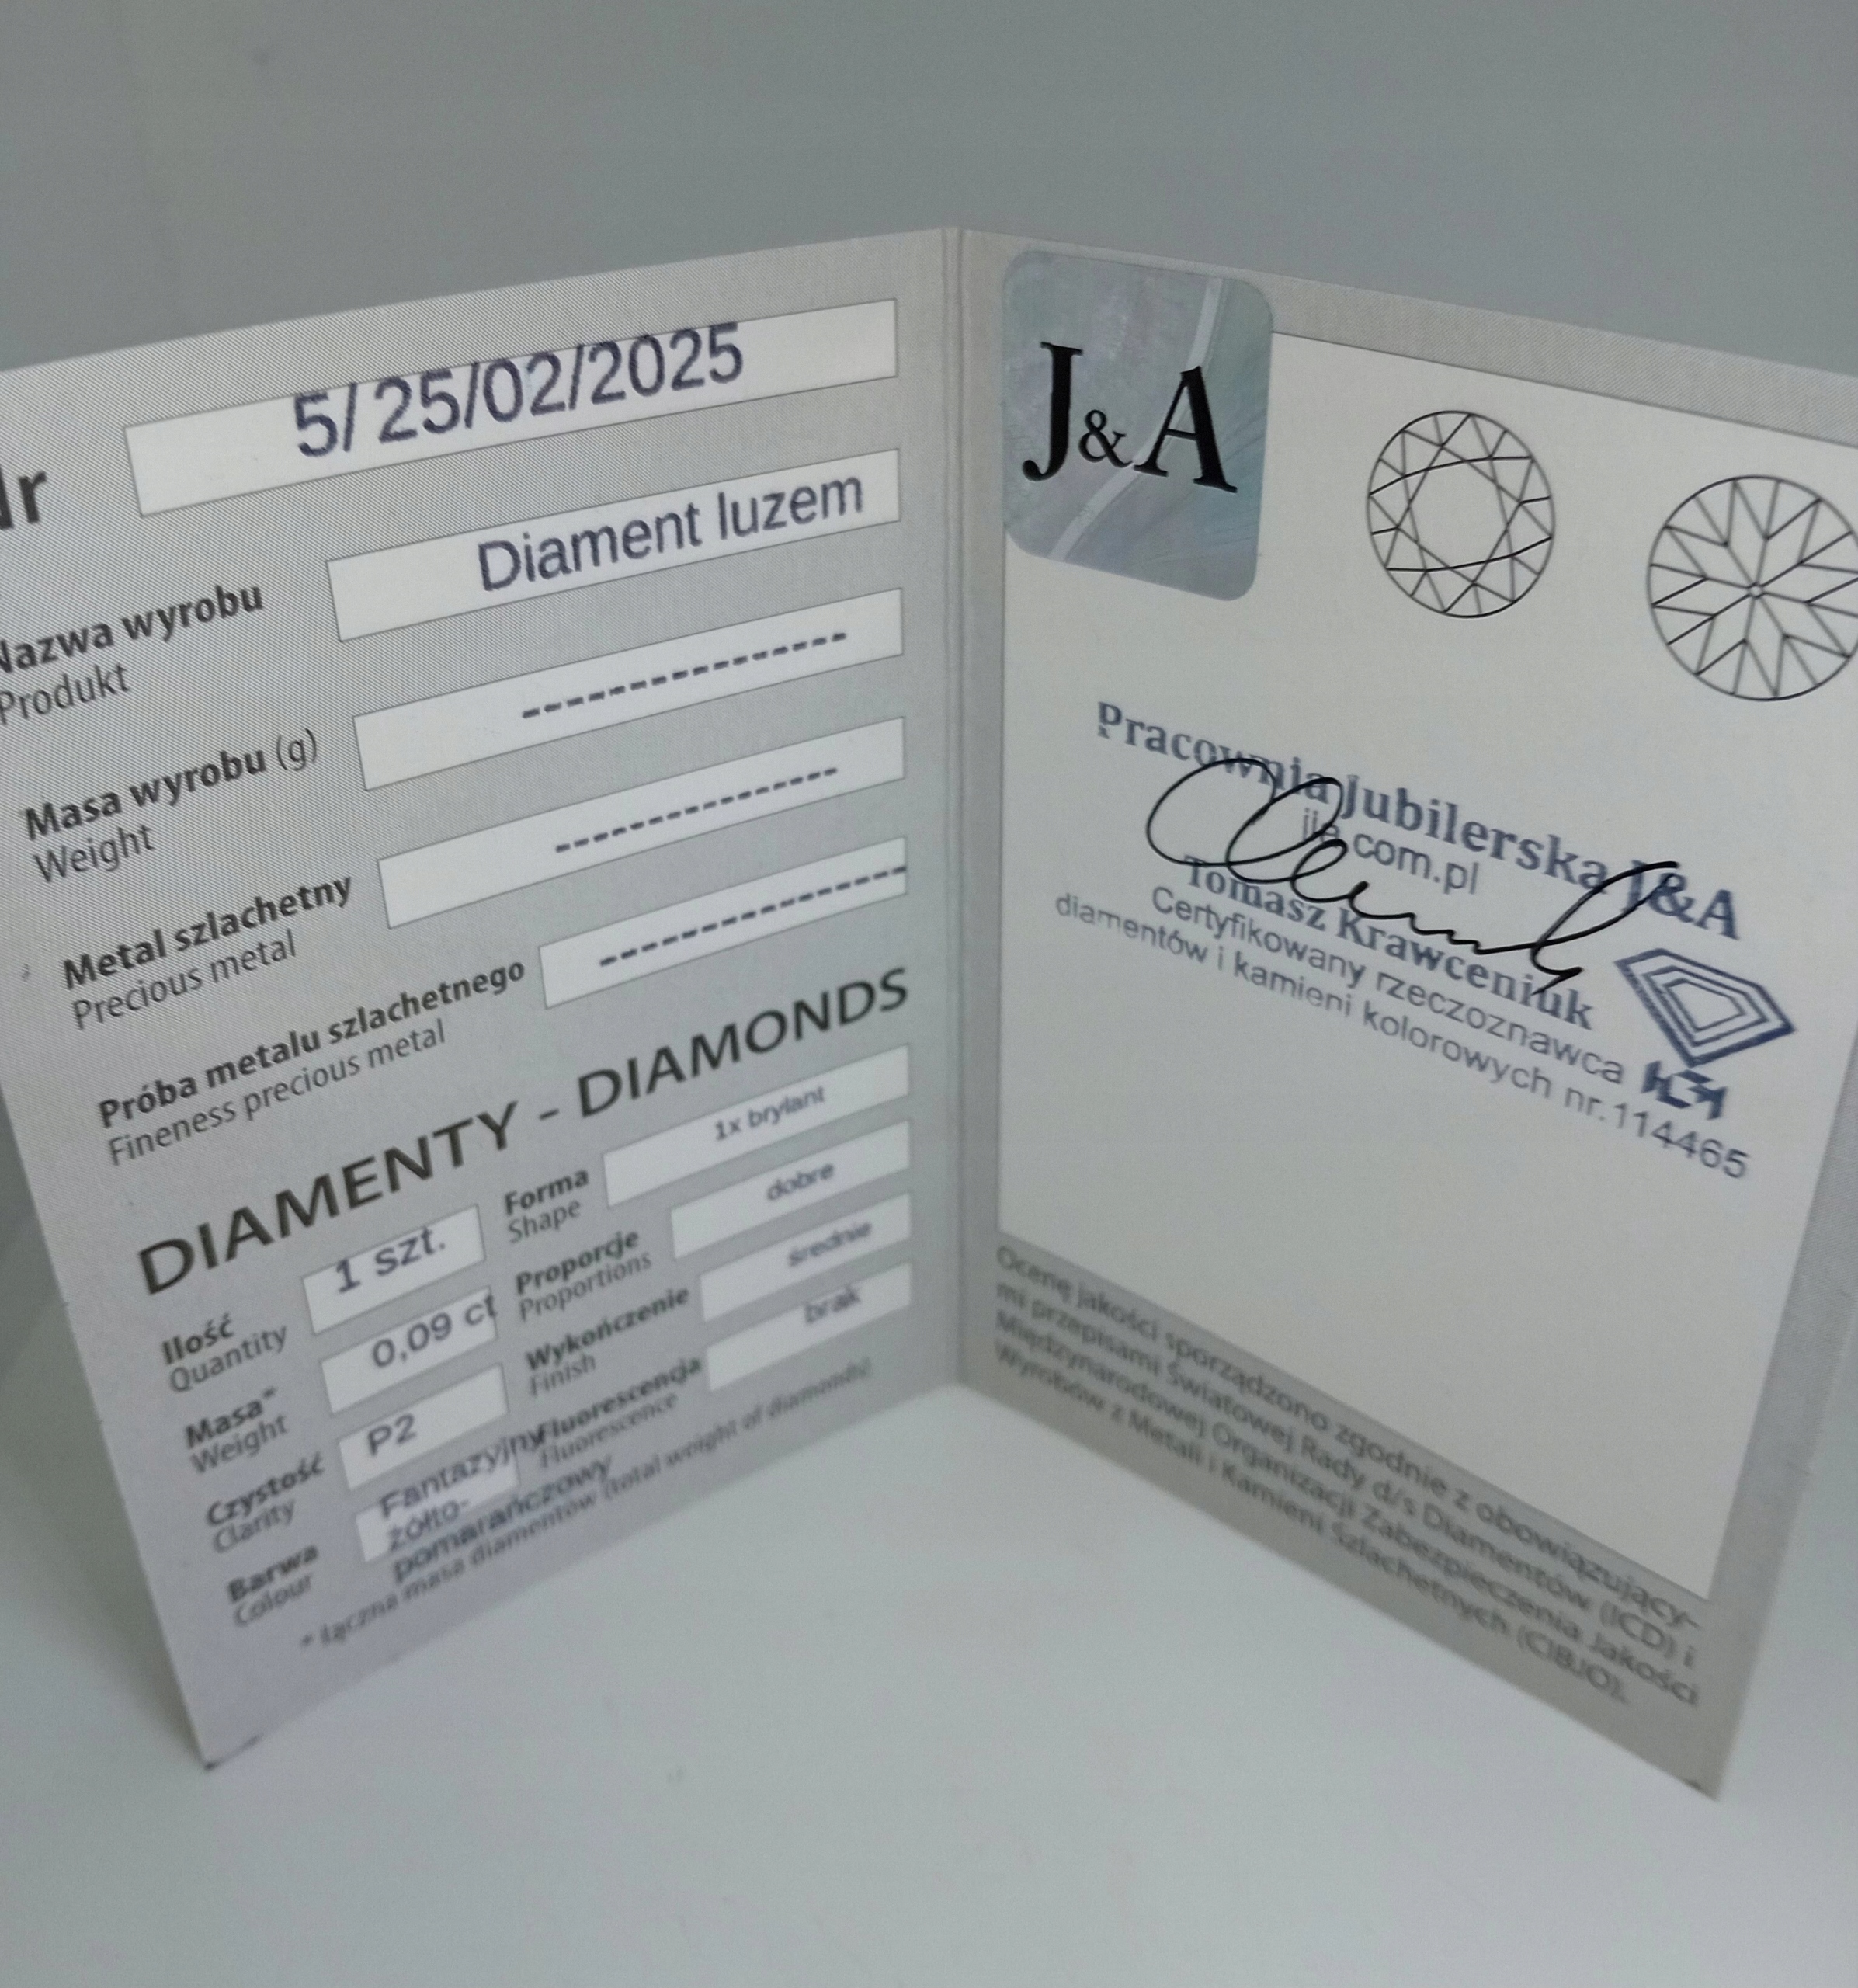 5/25/02/2025
Nazwa wyrobu
Produkt
Diament luzem
Masa wyrobu (g)
Weight
----------------
Metal szlachetny
Precious metal
----------------
Próba metalu szlachetnego
Fineness precious metal
----------------
DIAMENTY - DIAMONDS
Ilość
Quantity
1 szt.
Masa*
Weight
0,09 ct
Czystość
Clarity
P2
Barwa
Colour
Fantazyjny
żółto-
pomarańczowy
Forma
Shape
1x brylant
Proporcje
Proportions
dobre
Wykończenie
Finish
średnie
Fluorescencja
Fluorescence
brak
* łączna masa diamentów (total weight of diamonds)
J&A
Pracownia Jubilerska J&A
jja.com.pl
Tomasz Krawceniuk
Certyfikowany rzeczoznawca
diamentów i kamieni kolorowych nr.114465
Ocenę jakości sporządzono zgodnie z obowiązujący-
mi przepisami Światowej Rady d/s Diamentów (ICD) i
Międzynarodowej Organizacji Zabezpieczenia Jakości
Wyrobów z Metali i Kamieni Szlachetnych (CIBJO).